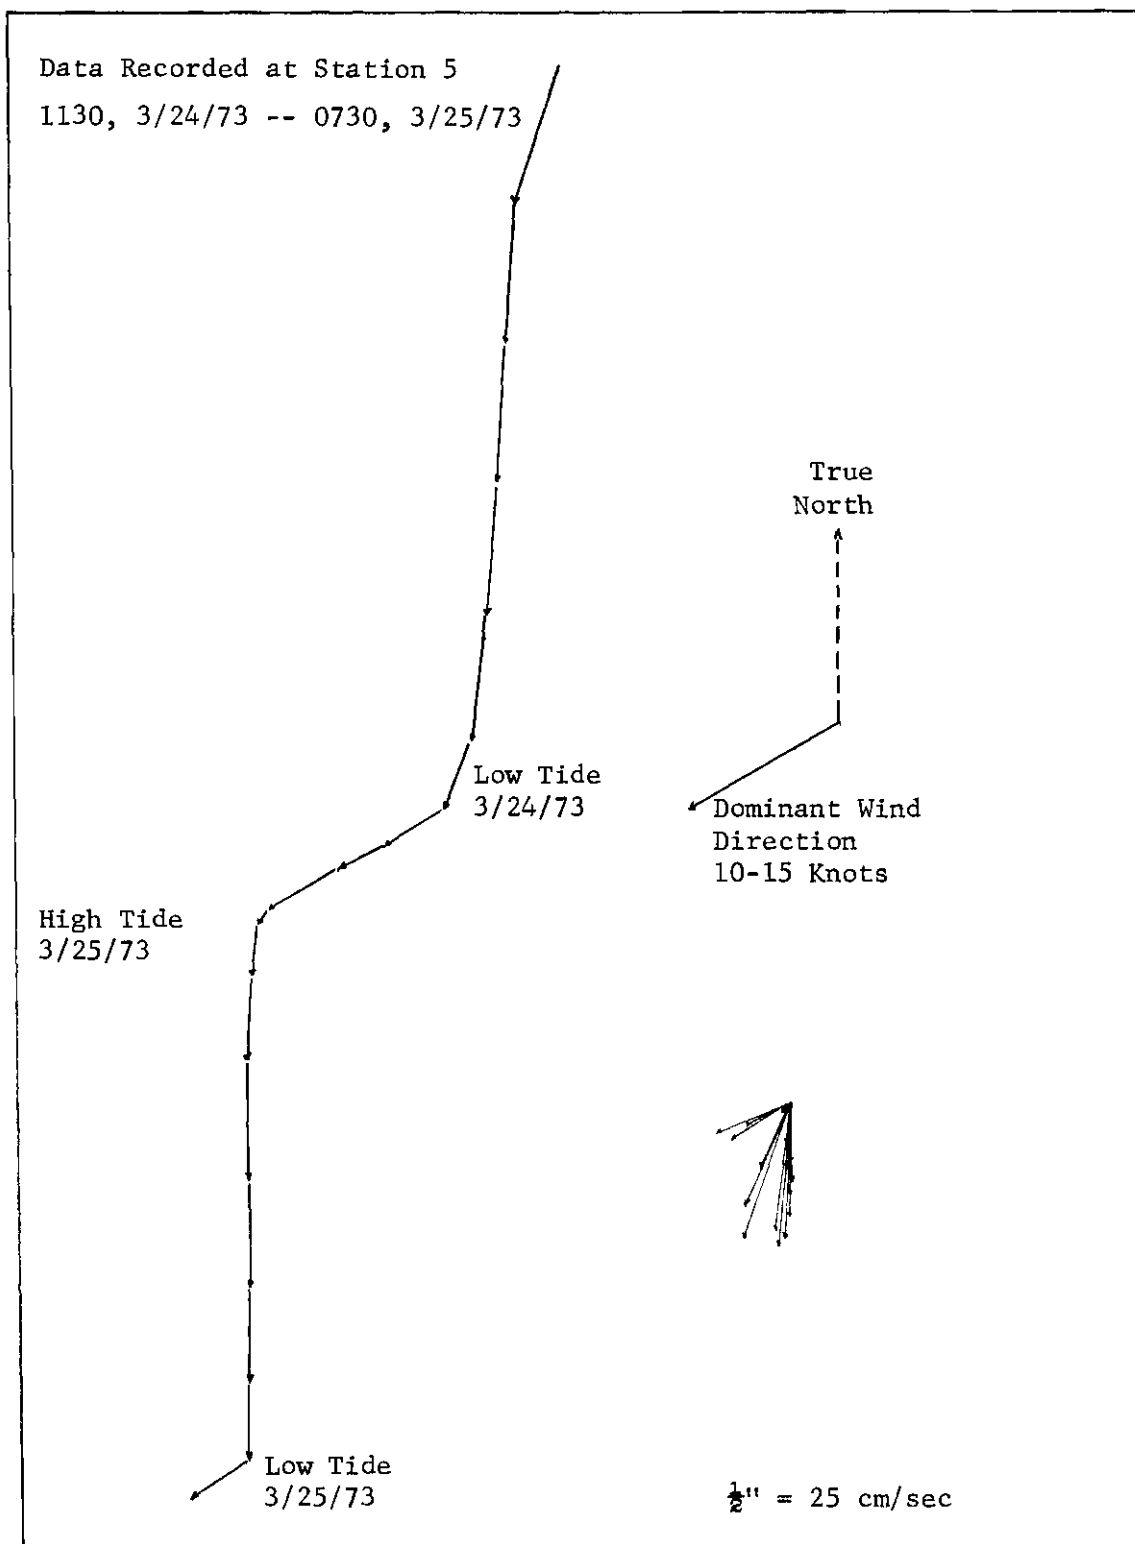 Data Recorded at Station 5
1130, 3/24/73 -- 0730, 3/25/73
True
North
Low Tide
3/24/73
Dominant Wind
Direction
10-15 Knots
High Tide
3/25/73
Low Tide
3/25/73
½" = 25 cm/sec